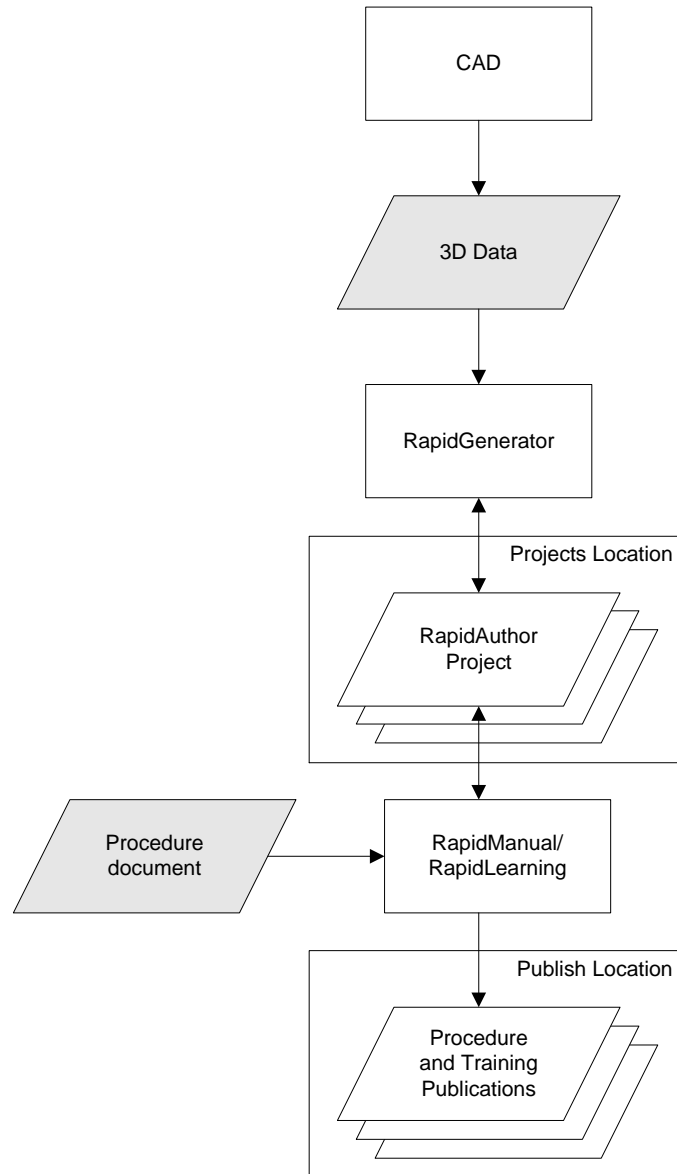 CAD
3D Data
RapidGenerator
Projects Location
RapidAuthor
Project
Procedure
document
RapidManual/
RapidLearning
Publish Location
Procedure
and Training
Publications